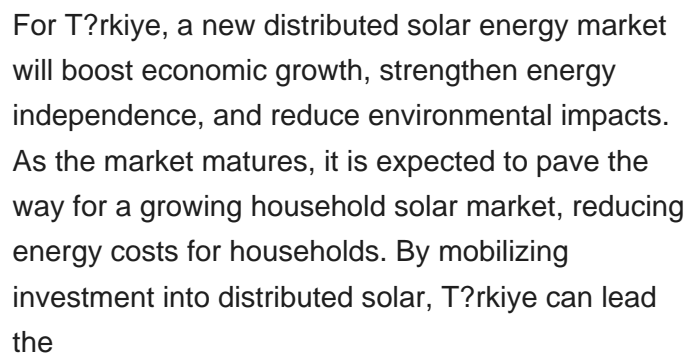 For T?rkiye, a new distributed solar energy market
will boost economic growth, strengthen energy
independence, and reduce environmental impacts.
As the market matures, it is expected to pave the
way for a growing household solar market, reducing
energy costs for households. By mobilizing
investment into distributed solar, T?rkiye can lead
the